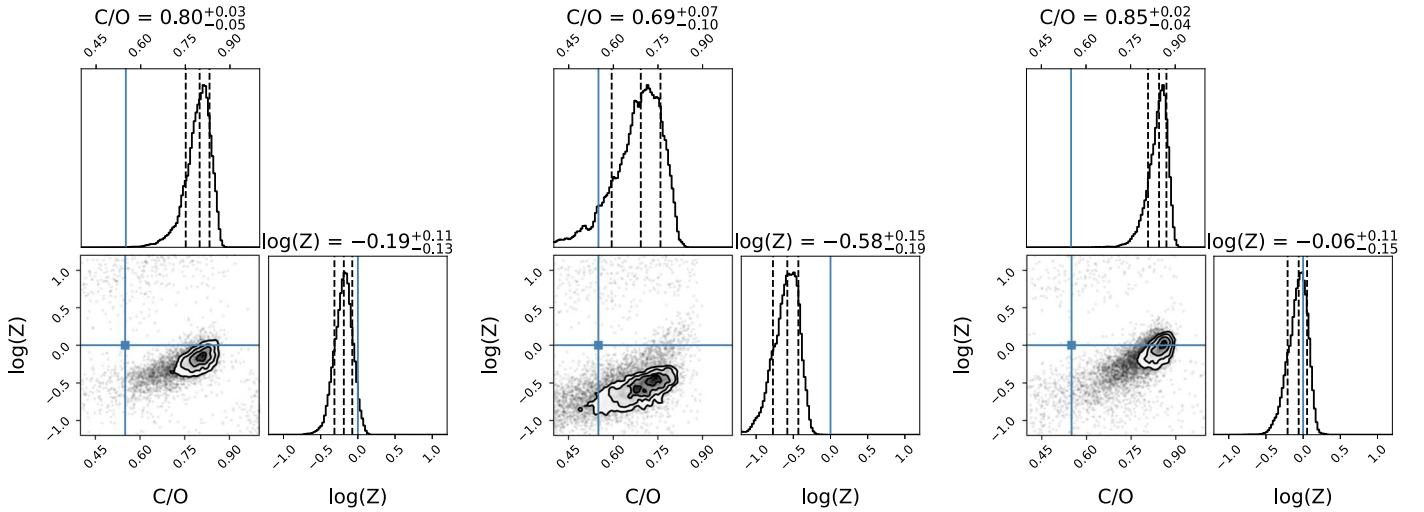 C/O = 0.80 +0.03 −0.05
0.45 0.60 0.75 0.90
log(Z) = −0.19 +0.11 −0.13
log(Z)
1.0
0.5
0.0
−0.5
−1.0
0.45 0.60 0.75 0.90
C/O
−1.0 −0.5 0.0 0.5 1.0
log(Z)
C/O = 0.69 +0.07 −0.10
0.45 0.60 0.75 0.90
log(Z) = −0.58 +0.15 −0.19
log(Z)
1.0
0.5
0.0
−0.5
−1.0
0.45 0.60 0.75 0.90
C/O
−1.0 −0.5 0.0 0.5 1.0
log(Z)
C/O = 0.85 +0.02 −0.04
0.45 0.60 0.75 0.90
log(Z) = −0.06 +0.11 −0.15
log(Z)
1.0
0.5
0.0
−0.5
−1.0
0.45 0.60 0.75 0.90
C/O
−1.0 −0.5 0.0 0.5 1.0
log(Z)